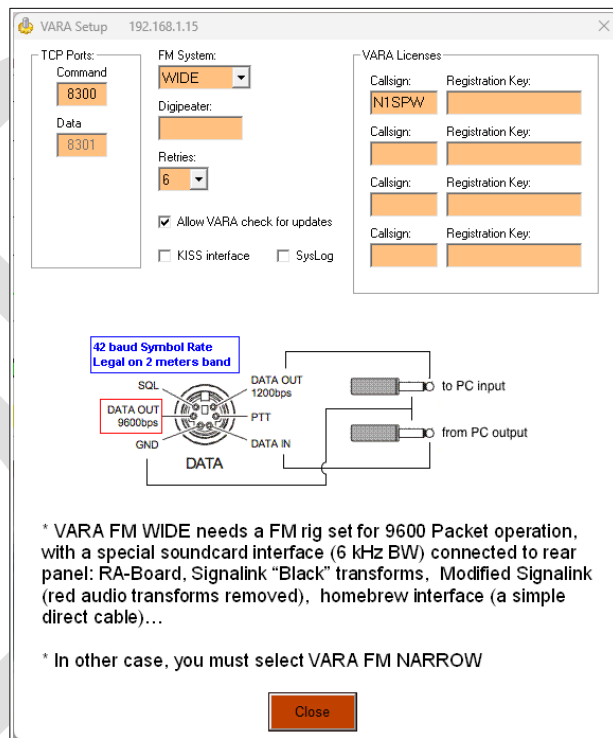 VARA Setup 192.168.1.15
TCP Ports:
Command
8300
Data
8301
FM System:
WIDE
Digipeater:
Retries:
6
Allow VARA check for updates
KISS interface
SysLog
VARA Licenses
Callsign: Registration Key:
N1SPW
Callsign: Registration Key:
Callsign: Registration Key:
Callsign: Registration Key:
42 baud Symbol Rate
Legal on 2 meters band
SQL
DATA OUT
9600bps
GND
DATA OUT
1200bps
PTT
DATA IN
DATA
to PC input
from PC output
* VARA FM WIDE needs a FM rig set for 9600 Packet operation,
with a special soundcard interface (6 kHz BW) connected to rear
panel: RA-Board, Signalink “Black” transforms, Modified Signalink
(red audio transforms removed), homebrew interface (a simple
direct cable)…
* In other case, you must select VARA FM NARROW
Close